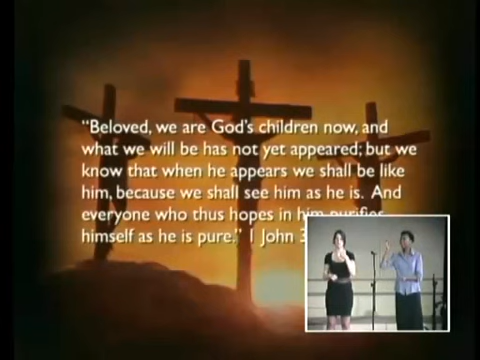 “Beloved, we are God’s children now, and
what we will be has not yet appeared; but we
know that when he appears we shall be like
him, because we shall see him as he is. And
everyone who thus hopes in him purifies
himself as he is pure.” 1 John